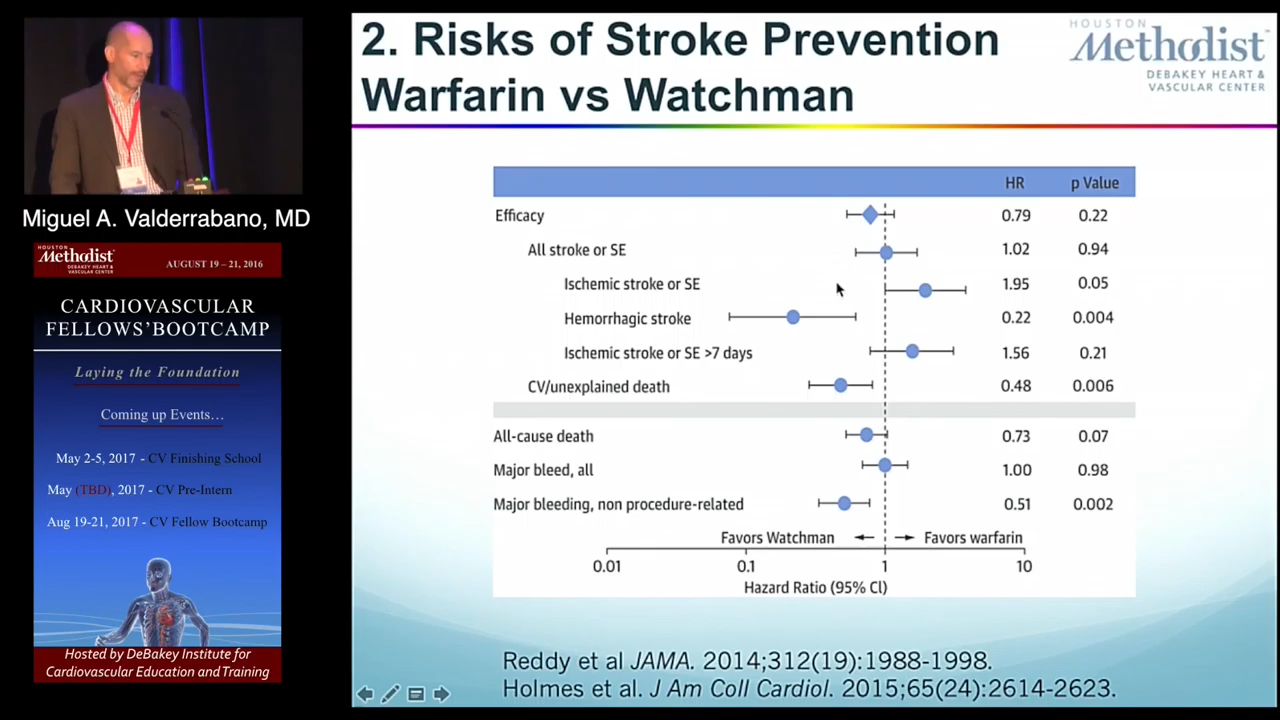 2. Risks of Stroke Prevention
Warfarin vs Watchman
HOUSTON
Methodist
DEBAKEY HEART &
VASCULAR CENTER
Miguel A. Valderrabano, MD
HOUSTON
Methodist
DEBAKEY HEART &
VASCULAR CENTER
AUGUST 19 – 21, 2016
CARDIOVASCULAR
FELLOWS’BOOTCAMP
Laying the Foundation
Coming up Events…
May 2-5, 2017 - CV Finishing School
May (TBD), 2017 - CV Pre-Intern
Aug 19-21, 2017 - CV Fellow Bootcamp
Hosted by DeBakey Institute for
Cardiovascular Education and Training
HR p Value
Efficacy 0.79 0.22
All stroke or SE 1.02 0.94
Ischemic stroke or SE 1.95 0.05
Hemorrhagic stroke 0.22 0.004
Ischemic stroke or SE >7 days 1.56 0.21
CV/unexplained death 0.48 0.006
All-cause death 0.73 0.07
Major bleed, all 1.00 0.98
Major bleeding, non procedure-related 0.51 0.002
Favors Watchman ← → Favors warfarin
0.01 0.1 1 10
Hazard Ratio (95% CI)
Reddy et al JAMA. 2014;312(19):1988-1998.
Holmes et al. J Am Coll Cardiol. 2015;65(24):2614-2623.